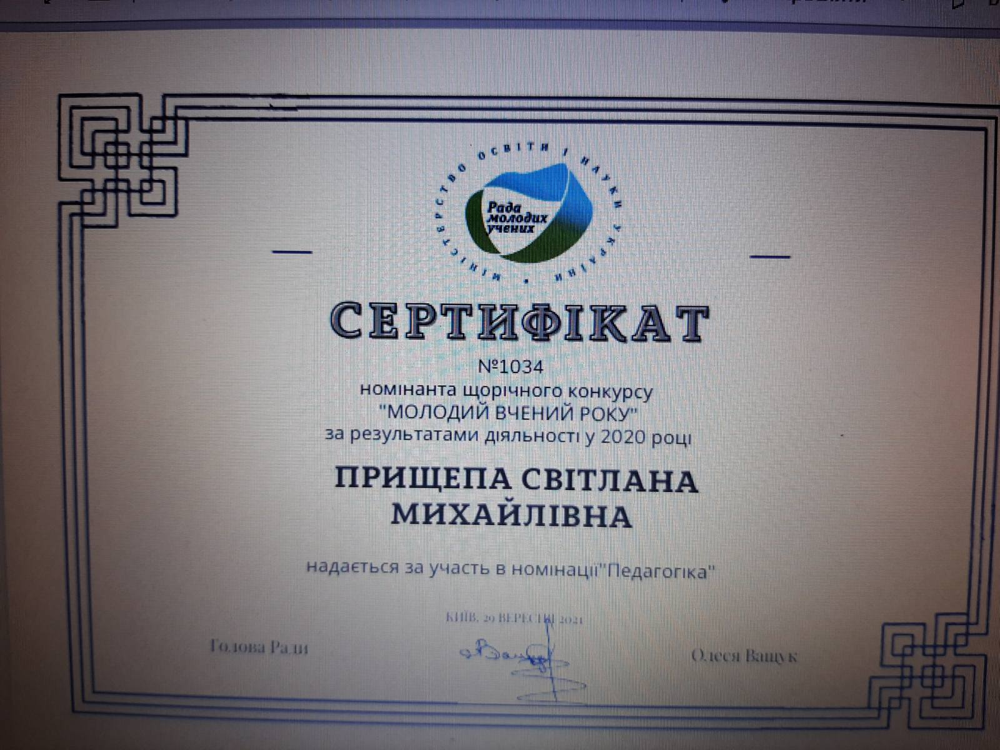 МІНІСТЕРСТВО ОСВІТИ І НАУКИ УКРАЇНИ
Рада
молодих
учених
СЕРТИФІКАТ
№1034
номінанта щорічного конкурсу
"МОЛОДИЙ ВЧЕНИЙ РОКУ"
за результатами діяльності у 2020 році
ПРИЩЕПА СВІТЛАНА
МИХАЙЛІВНА
надається за участь в номінації"Педагогіка"
КИЇВ, 29 ВЕРЕСНЯ 2021
Голова Ради
Олеся Ващук